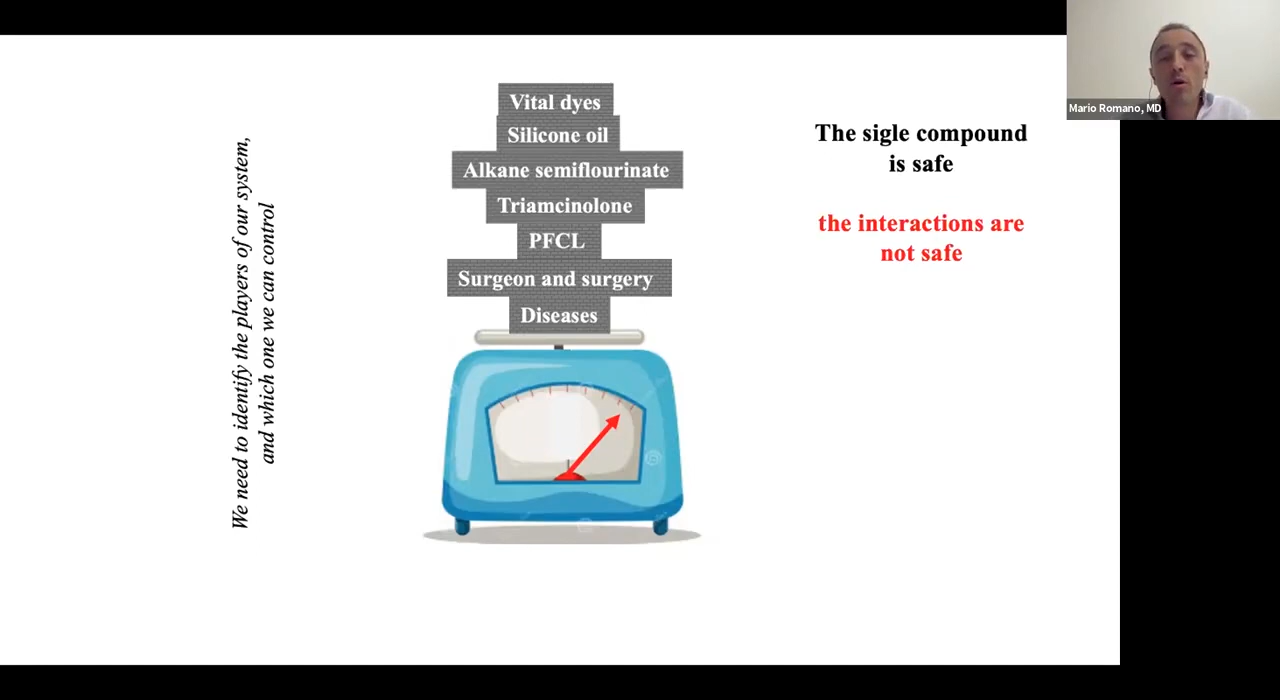 Mario Romano, MD
We need to identify the players of our system,
and which one we can control
Vital dyes
Silicone oil
Alkane semiflourinate
Triamcinolone
PFCL
Surgeon and surgery
Diseases
The sigle compound
is safe
the interactions are
not safe